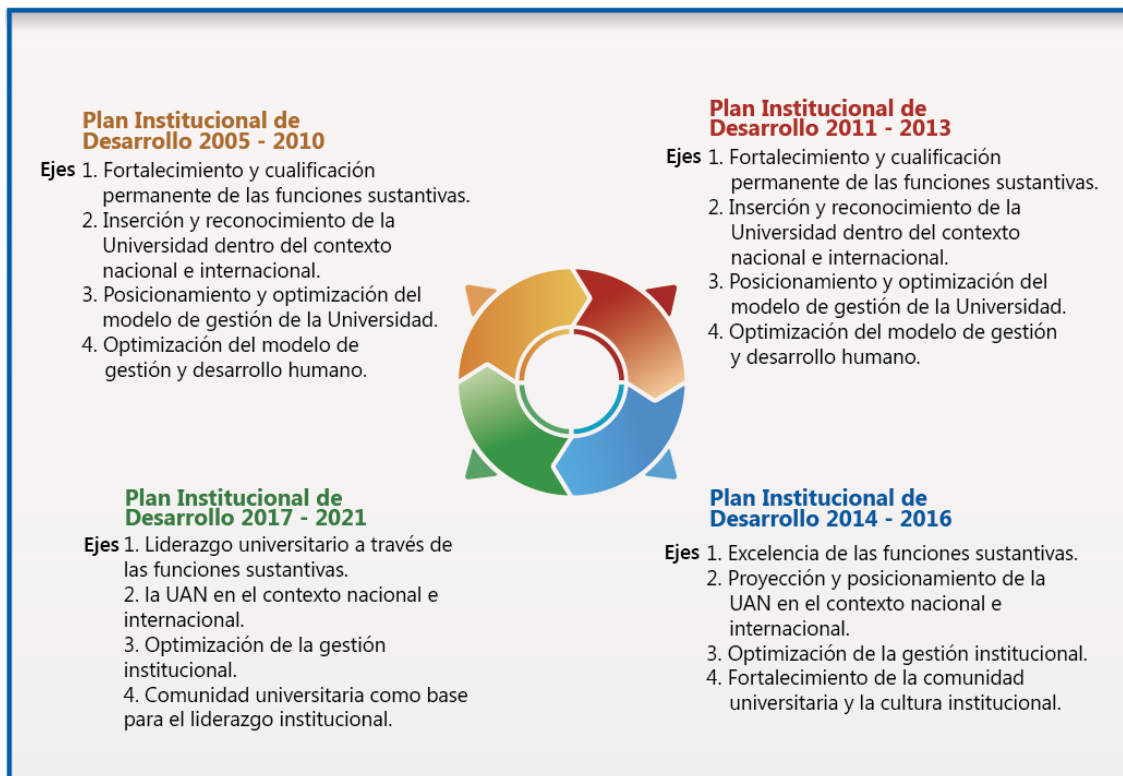 Plan Institucional de
Desarrollo 2005 - 2010
Ejes 1. Fortalecimiento y cualificación
permanente de las funciones sustantivas.
2. Inserción y reconocimiento de la
Universidad dentro del contexto
nacional e internacional.
3. Posicionamiento y optimización del
modelo de gestión de la Universidad.
4. Optimización del modelo de
gestión y desarrollo humano.
Plan Institucional de
Desarrollo 2011 - 2013
Ejes 1. Fortalecimiento y cualificación
permanente de las funciones sustantivas.
2. Inserción y reconocimiento de la
Universidad dentro del contexto
nacional e internacional.
3. Posicionamiento y optimización del
modelo de gestión de la Universidad.
4. Optimización del modelo de gestión
y desarrollo humano.
Plan Institucional de
Desarrollo 2017 - 2021
Ejes 1. Liderazgo universitario a través de
las funciones sustantivas.
2. la UAN en el contexto nacional e
internacional.
3. Optimización de la gestión
institucional.
4. Comunidad universitaria como base
para el liderazgo institucional.
Plan Institucional de
Desarrollo 2014 - 2016
Ejes 1. Excelencia de las funciones sustantivas.
2. Proyección y posicionamiento de la
UAN en el contexto nacional e
internacional.
3. Optimización de la gestión institucional.
4. Fortalecimiento de la comunidad
universitaria y la cultura institucional.